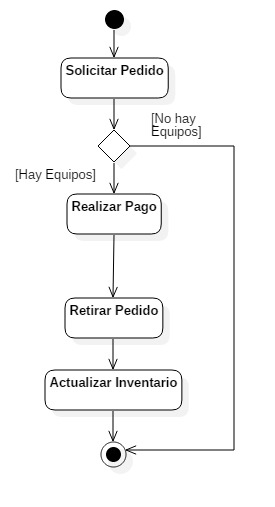 Solicitar Pedido
[No hay
Equipos]
[Hay Equipos]
Realizar Pago
Retirar Pedido
Actualizar Inventario